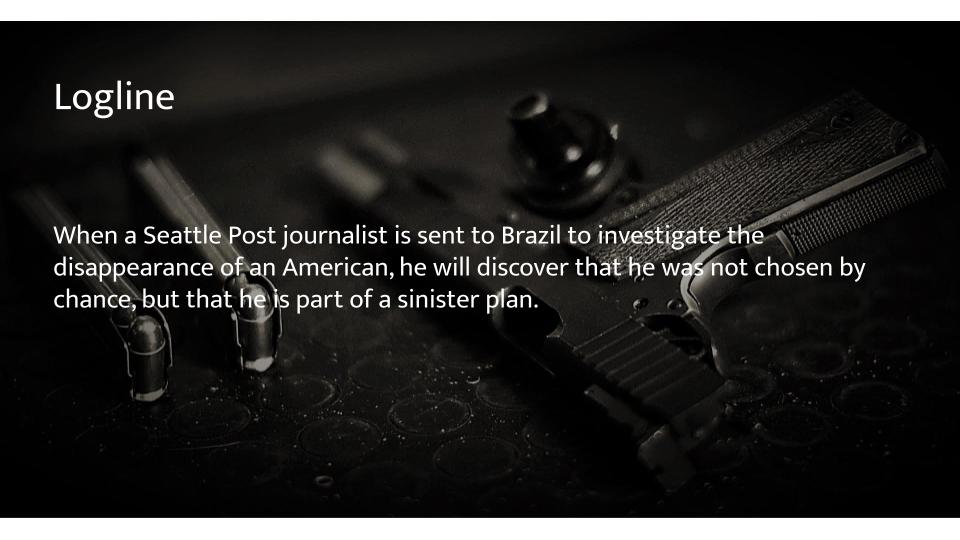 Logline
When a Seattle Post journalist is sent to Brazil to investigate the
disappearance of an American, he will discover that he was not chosen by
chance, but that he is part of a sinister plan.